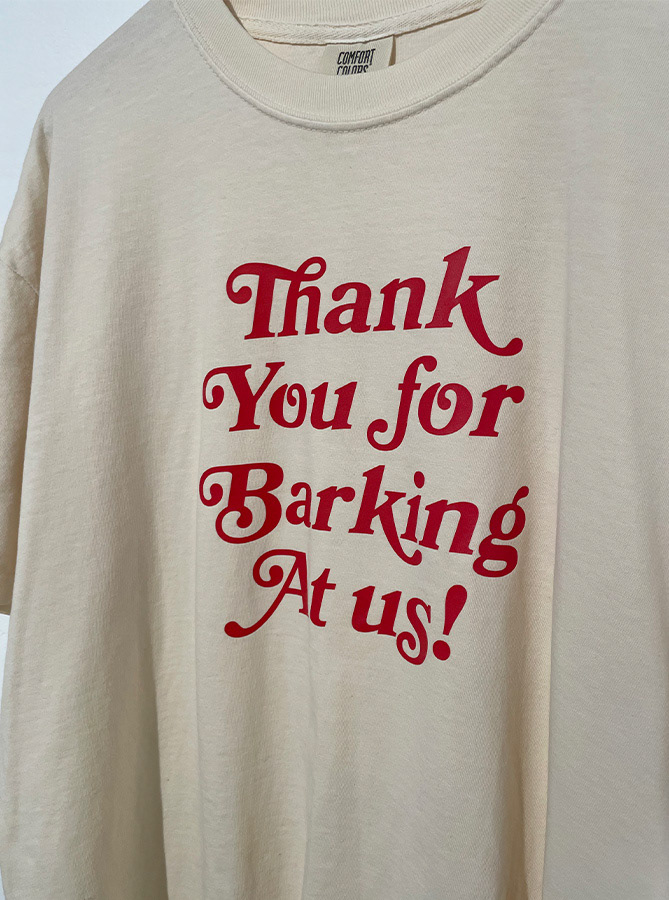 COMFORT
COLORS
Thank
You for
Barking
At us!